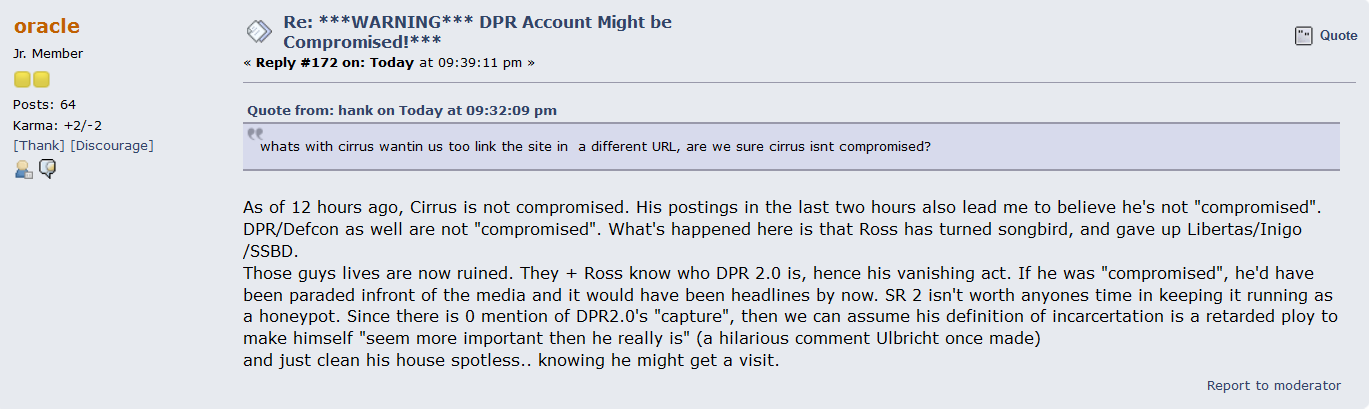 oracle
Jr. Member
Posts: 64
Karma: +2/-2
[Thank] [Discourage]
Re: ***WARNING*** DPR Account Might be
Compromised!***
« Reply #172 on: Today at 09:39:11 pm »
Quote
Quote from: hank on Today at 09:32:09 pm
whats with cirrus wantin us too link the site in  a different URL, are we sure cirrus isnt compromised?
As of 12 hours ago, Cirrus is not compromised. His postings in the last two hours also lead me to believe he's not "compromised".
DPR/Defcon as well are not "compromised". What's happened here is that Ross has turned songbird, and gave up Libertas/Inigo
/SSBD.
Those guys lives are now ruined. They + Ross know who DPR 2.0 is, hence his vanishing act. If he was "compromised", he'd have
been paraded infront of the media and it would have been headlines by now. SR 2 isn't worth anyones time in keeping it running as
a honeypot. Since there is 0 mention of DPR2.0's "capture", then we can assume his definition of incarcertation is a retarded ploy to
make himself "seem more important then he really is" (a hilarious comment Ulbricht once made)
and just clean his house spotless.. knowing he might get a visit.
Report to moderator